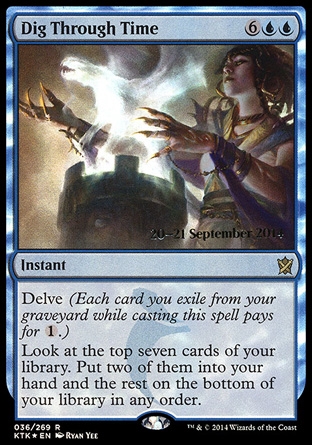 Dig Through Time 6
20–21 September 2014
Instant
Delve (Each card you exile from your
graveyard while casting this spell pays
for 1.)
Look at the top seven cards of your
library. Put two of them into your
hand and the rest on the bottom of
your library in any order.
036/269 R
KTK ★ EN Ryan Yee
™ & © 2014 Wizards of the Coast